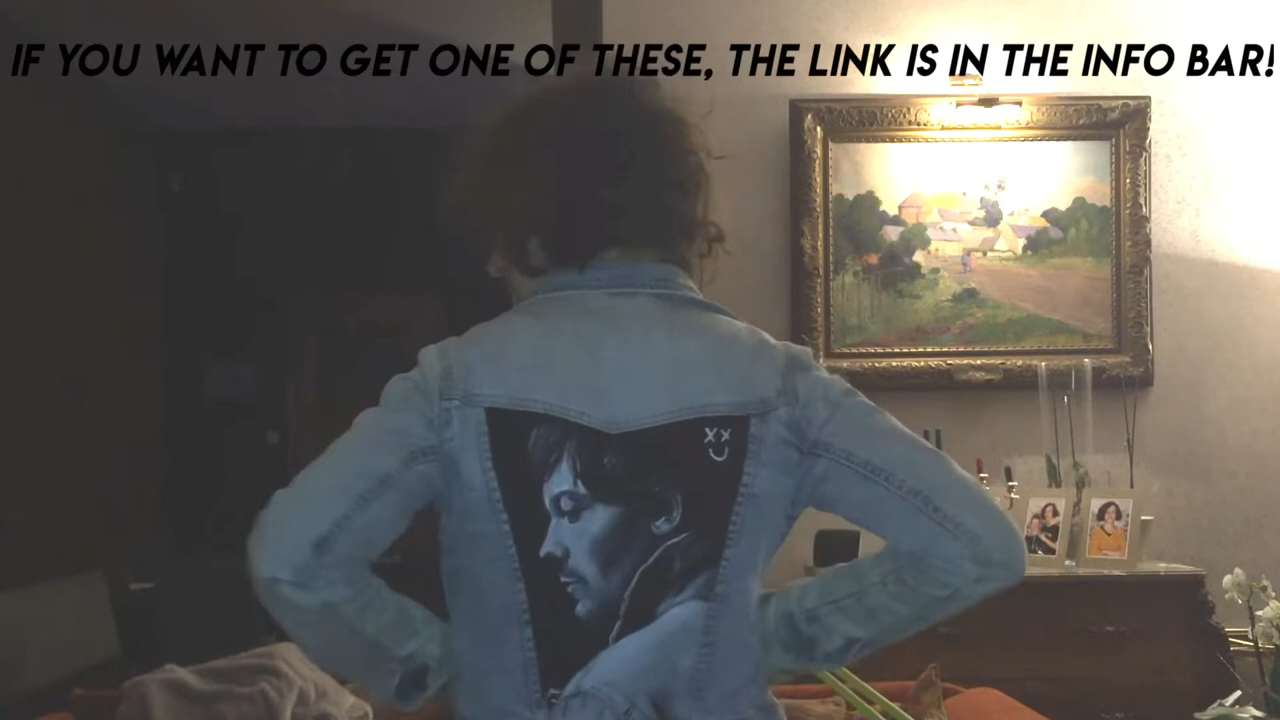 IF YOU WANT TO GET ONE OF THESE, THE LINK IS IN THE INFO BAR!